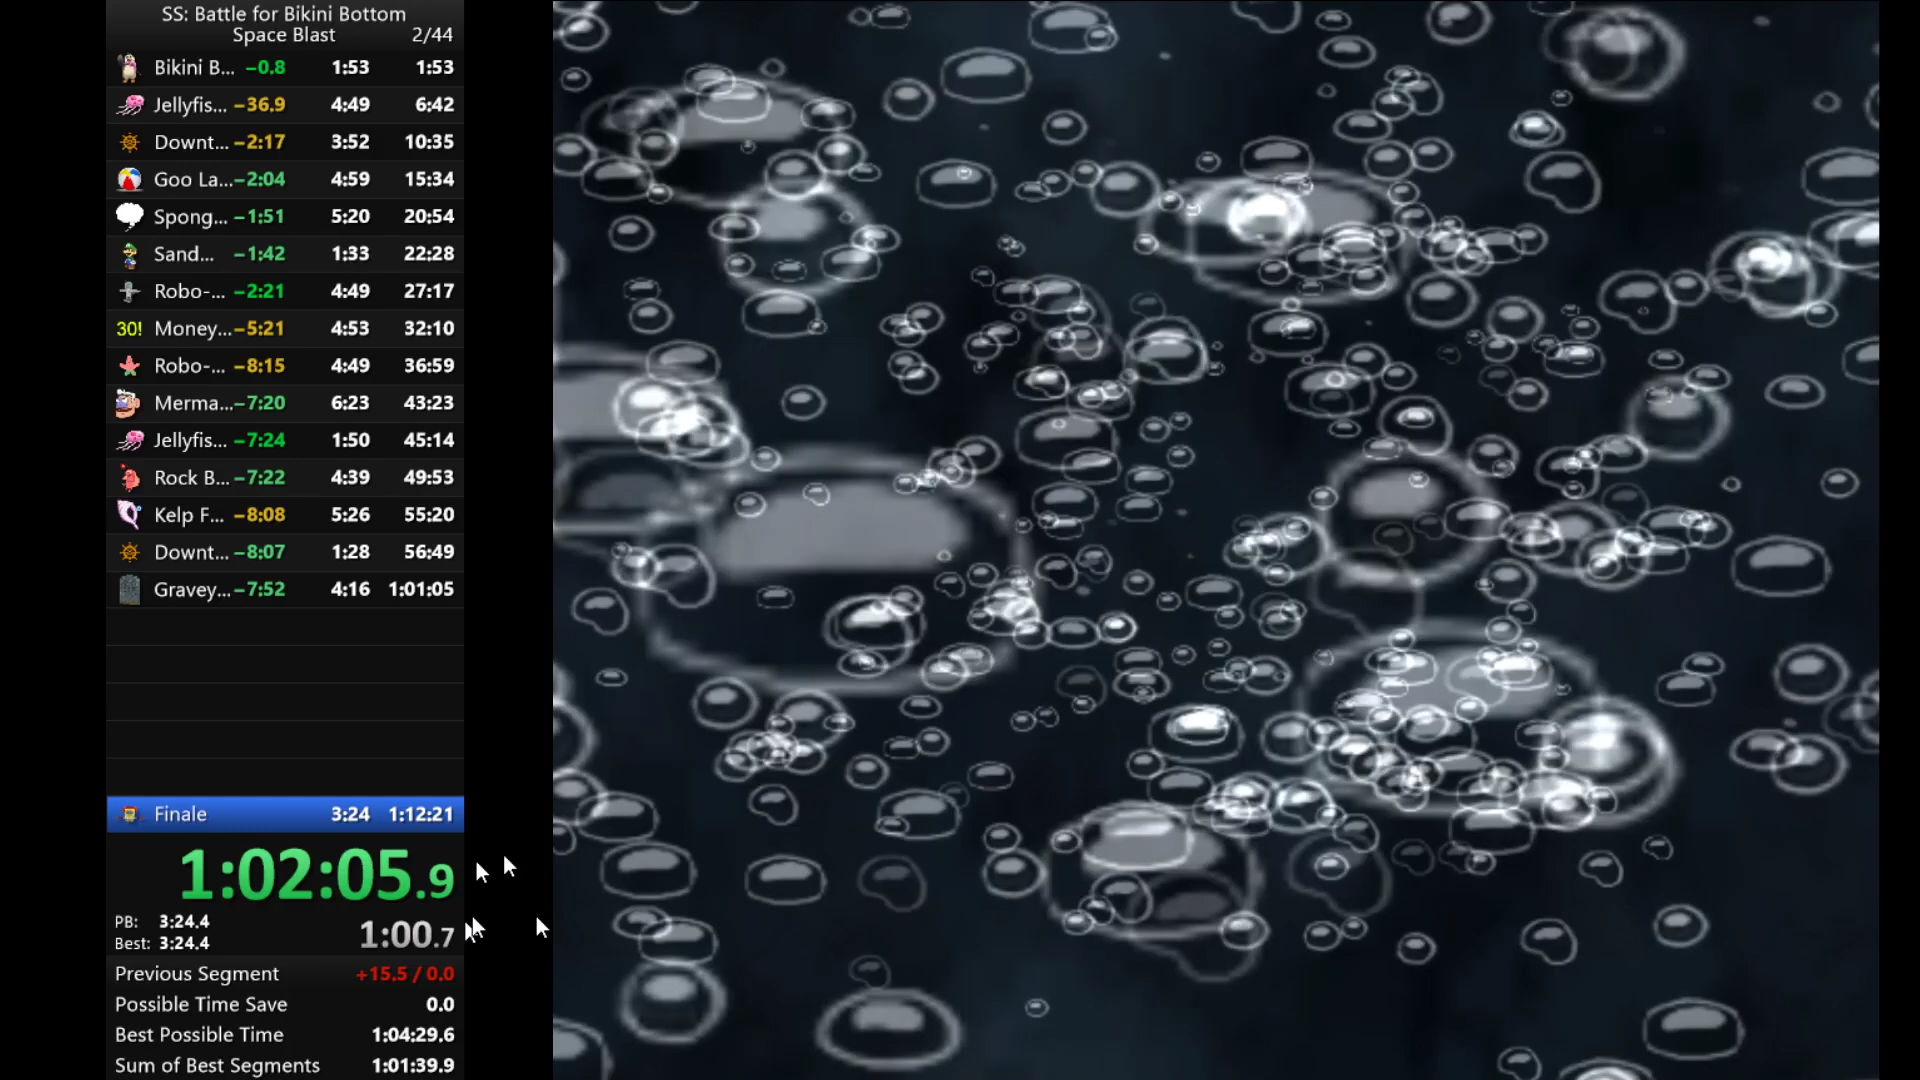 SS: Battle for Bikini Bottom
Space Blast 2/44
Bikini B... −0.8 1:53 1:53
Jellyfis... −36.9 4:49 6:42
Downt... −2:17 3:52 10:35
Goo La... −2:04 4:59 15:34
Spong... −1:51 5:20 20:54
Sand... −1:42 1:33 22:28
Robo-... −2:21 4:49 27:17
30! Money... −5:21 4:53 32:10
Robo-... −8:15 4:49 36:59
Merma... −7:20 6:23 43:23
Jellyfis... −7:24 1:50 45:14
Rock B... −7:22 4:39 49:53
Kelp F... −8:08 5:26 55:20
Downt... −8:07 1:28 56:49
Gravey... −7:52 4:16 1:01:05
Finale 3:24 1:12:21
1:02:05.9
PB: 3:24.4
Best: 3:24.4
1:00.7
Previous Segment +15.5 / 0.0
Possible Time Save 0.0
Best Possible Time 1:04:29.6
Sum of Best Segments 1:01:39.9